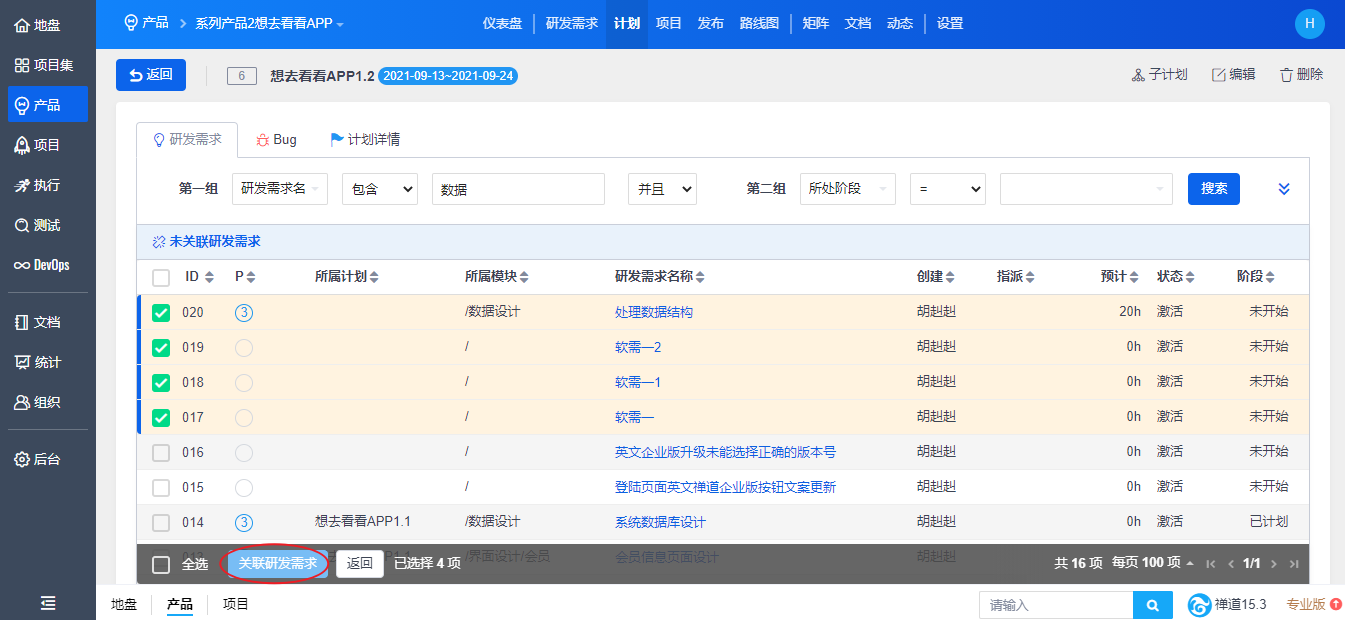 地盘
项目集
产品
项目
执行
测试
DevOps
文档
统计
组织
后台
产品 > 系列产品2想去看看APP
仪表盘 研发需求 计划 项目 发布 路线图 矩阵 文档 动态 设置
H
返回 6 想去看看APP1.2 2021-09-13~2021-09-24 子计划 编辑 删除
研发需求 Bug 计划详情
第一组 研发需求名 包含 数据 并且 第二组 所处阶段 = 搜索
未关联研发需求
ID P 所属计划 所属模块 研发需求名称 创建 指派 预计 状态 阶段
020 3 /数据设计 处理数据结构 胡赳赳 20h 激活 未开始
019 / 软需一2 胡赳赳 0h 激活 未开始
018 / 软需一1 胡赳赳 0h 激活 未开始
017 / 软需一 胡赳赳 0h 激活 未开始
016 / 英文企业版升级未能选择正确的版本号 胡赳赳 0h 激活 未开始
015 / 登陆页面英文禅道企业版按钮文案更新 胡赳赳 0h 激活 未开始
014 3 想去看看APP1.1 /数据设计 系统数据库设计 胡赳赳 0h 激活 已计划
/界面设计/会员 会员信息页面设计
全选 关联研发需求 返回 已选择 4 项 共 16 项 每页 100 项 1/1
地盘 产品 项目 请输入 禅道15.3 专业版